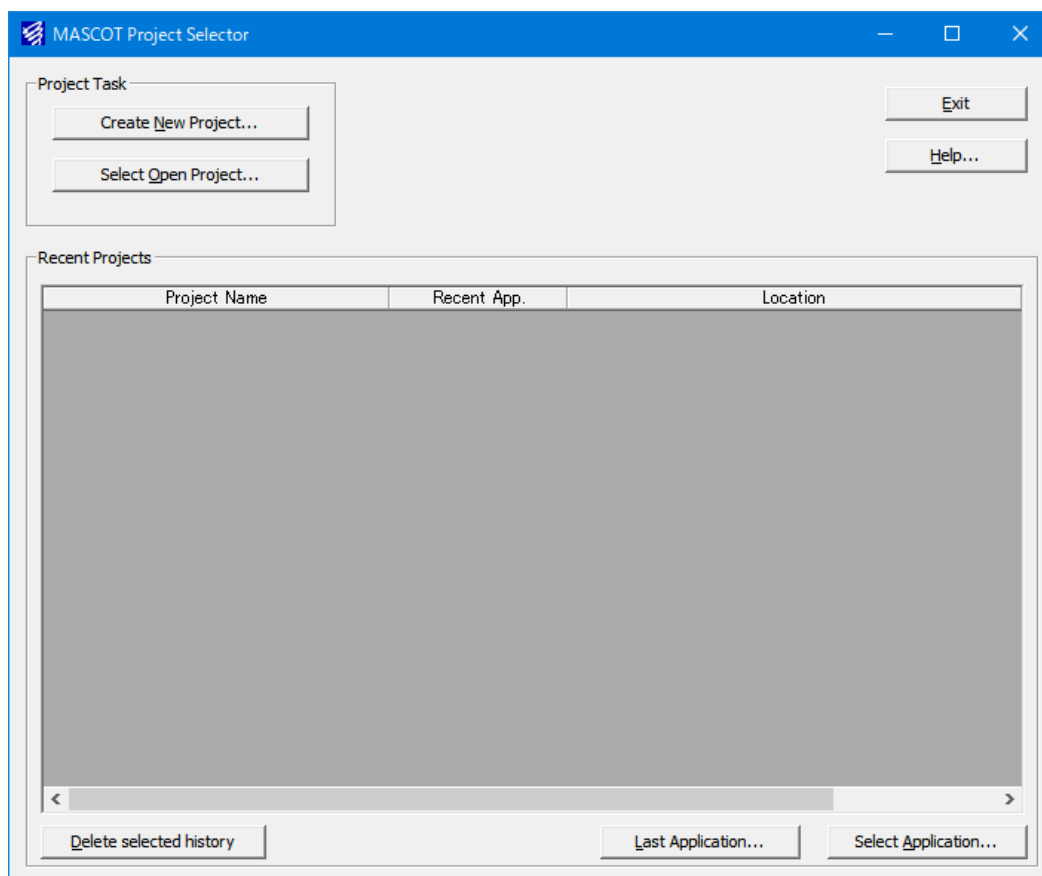 MASCOT Project Selector
Project Task
Create New Project...
Select Open Project...
Exit
Help...
Recent Projects
Project Name Recent App. Location
Delete selected history Last Application... Select Application...